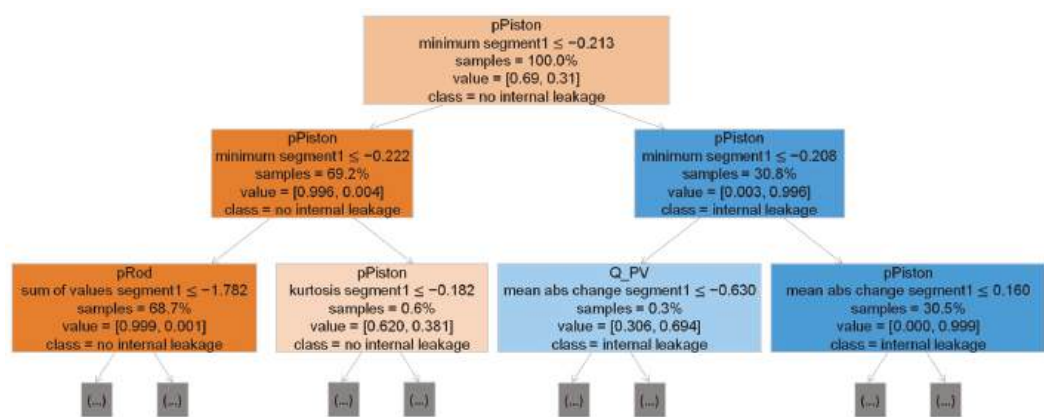 pPiston
minimum segment1 ≤ −0.213
samples = 100.0%
value = [0.69, 0.31]
class = no internal leakage
pPiston
minimum segment1 ≤ −0.222
samples = 69.2%
value = [0.996, 0.004]
class = no internal leakage
pPiston
minimum segment1 ≤ −0.208
samples = 30.8%
value = [0.003, 0.996]
class = internal leakage
pRod
sum of values segment1 ≤ −1.782
samples = 68.7%
value = [0.999, 0.001]
class = no internal leakage
pPiston
kurtosis segment1 ≤ −0.182
samples = 0.6%
value = [0.620, 0.381]
class = no internal leakage
Q_PV
mean abs change segment1 ≤ −0.630
samples = 0.3%
value = [0.306, 0.694]
class = internal leakage
pPiston
mean abs change segment1 ≤ 0.160
samples = 30.5%
value = [0.000, 0.999]
class = internal leakage
(...)
(...)
(...)
(...)
(...)
(...)
(...)
(...)